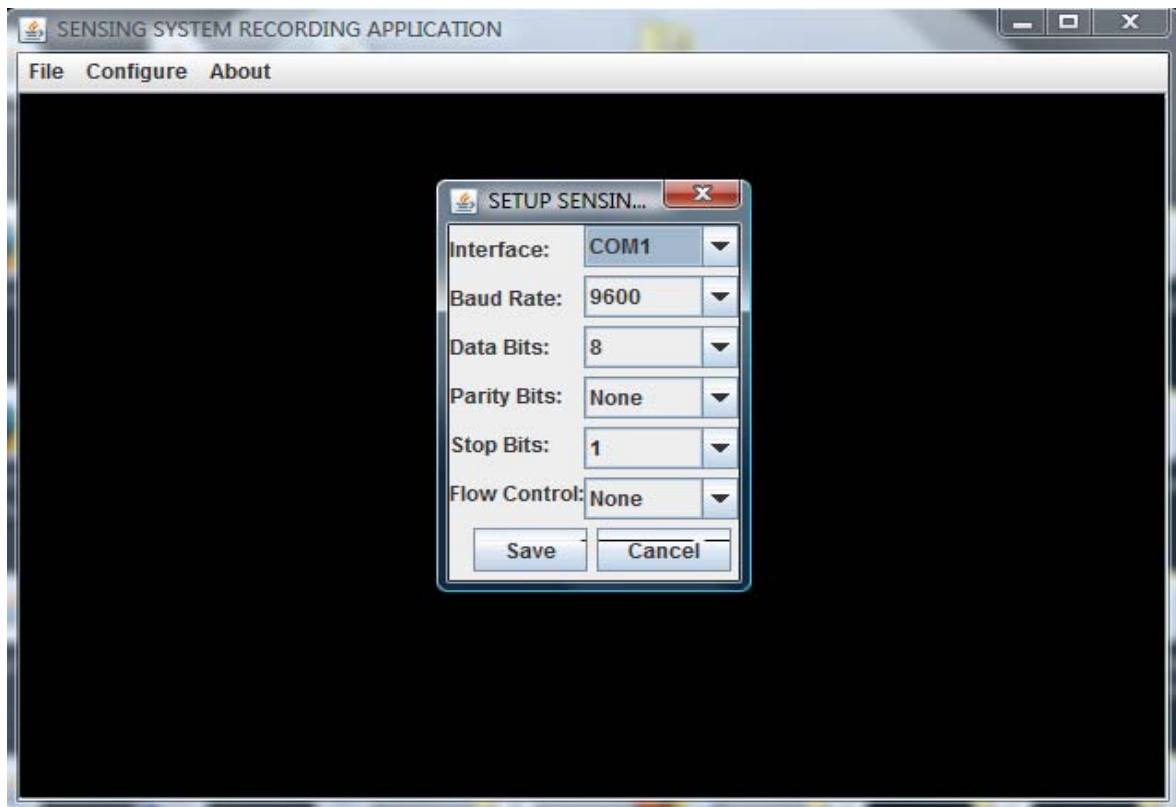 SENSING SYSTEM RECORDING APPLICATION
File Configure About
SETUP SENSIN...
Interface: COM1
Baud Rate: 9600
Data Bits: 8
Parity Bits: None
Stop Bits: 1
Flow Control: None
Save Cancel